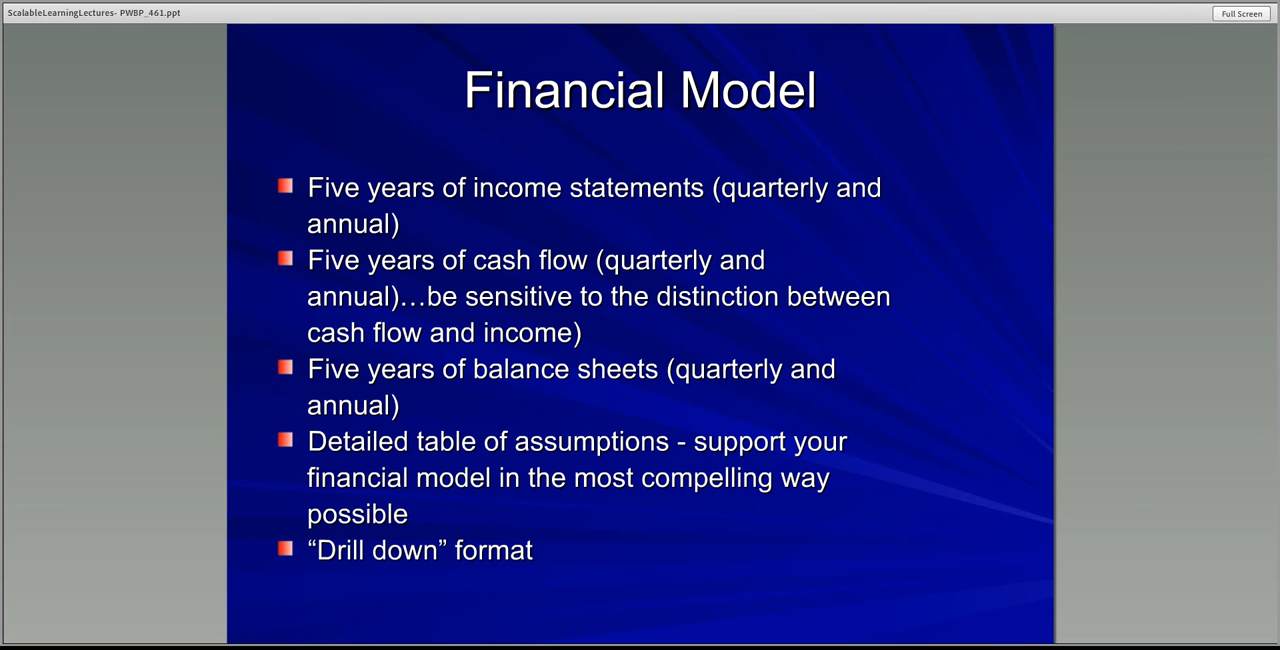 ScalableLearningLectures- PWBP_461.ppt
Full Screen
Financial Model
Five years of income statements (quarterly and
annual)
Five years of cash flow (quarterly and
annual)…be sensitive to the distinction between
cash flow and income)
Five years of balance sheets (quarterly and
annual)
Detailed table of assumptions - support your
financial model in the most compelling way
possible
“Drill down” format